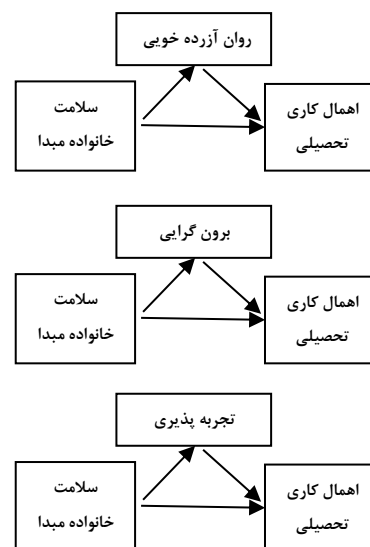 روان آزرده خویی
سلامت
خانواده مبدا
اهمال کاری
تحصیلی
برون گرایی
سلامت
خانواده مبدا
اهمال کاری
تحصیلی
تجربه پذیری
سلامت
خانواده مبدا
اهمال کاری
تحصیلی